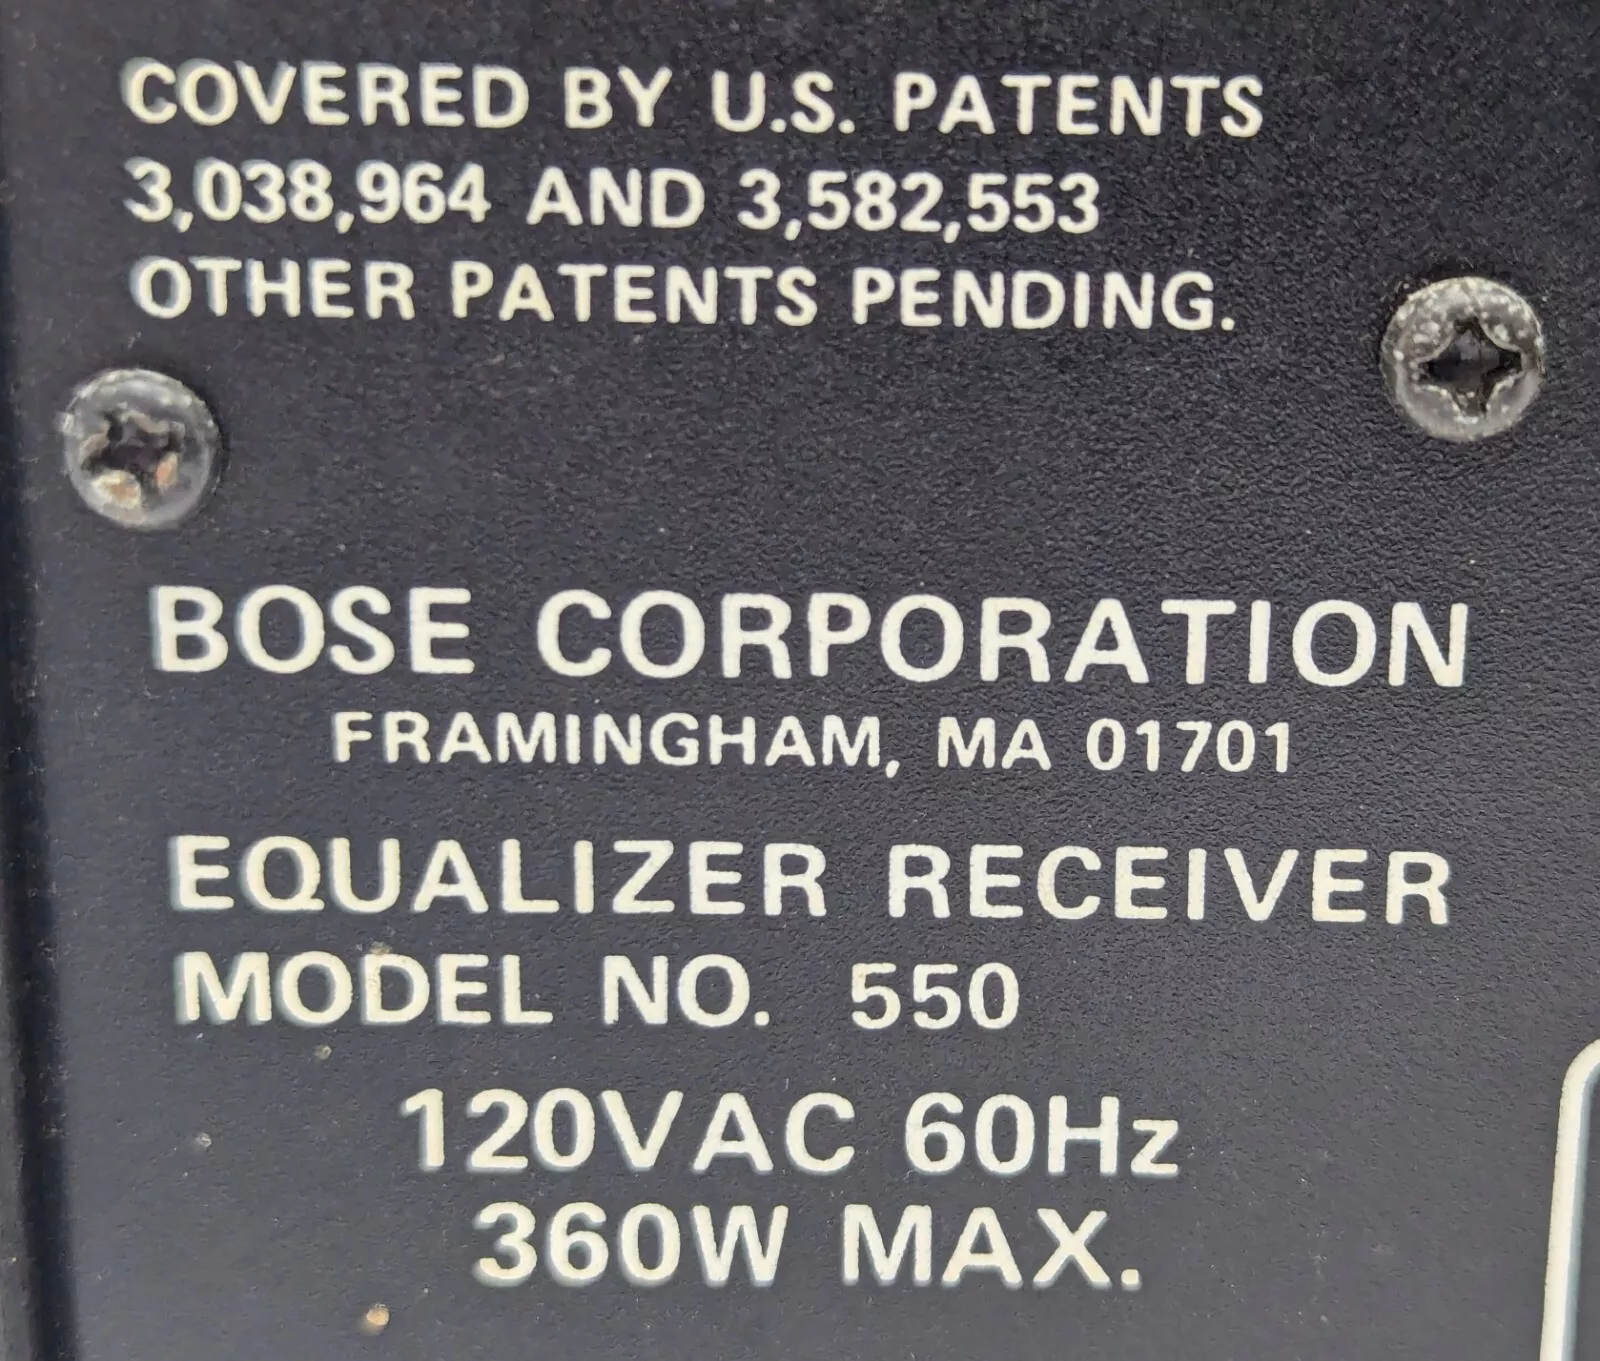 COVERED BY U.S. PATENTS
3,038,964 AND 3,582,553
OTHER PATENTS PENDING.
BOSE CORPORATION
FRAMINGHAM, MA 01701
EQUALIZER RECEIVER
MODEL NO. 550
120VAC 60Hz
360W MAX.